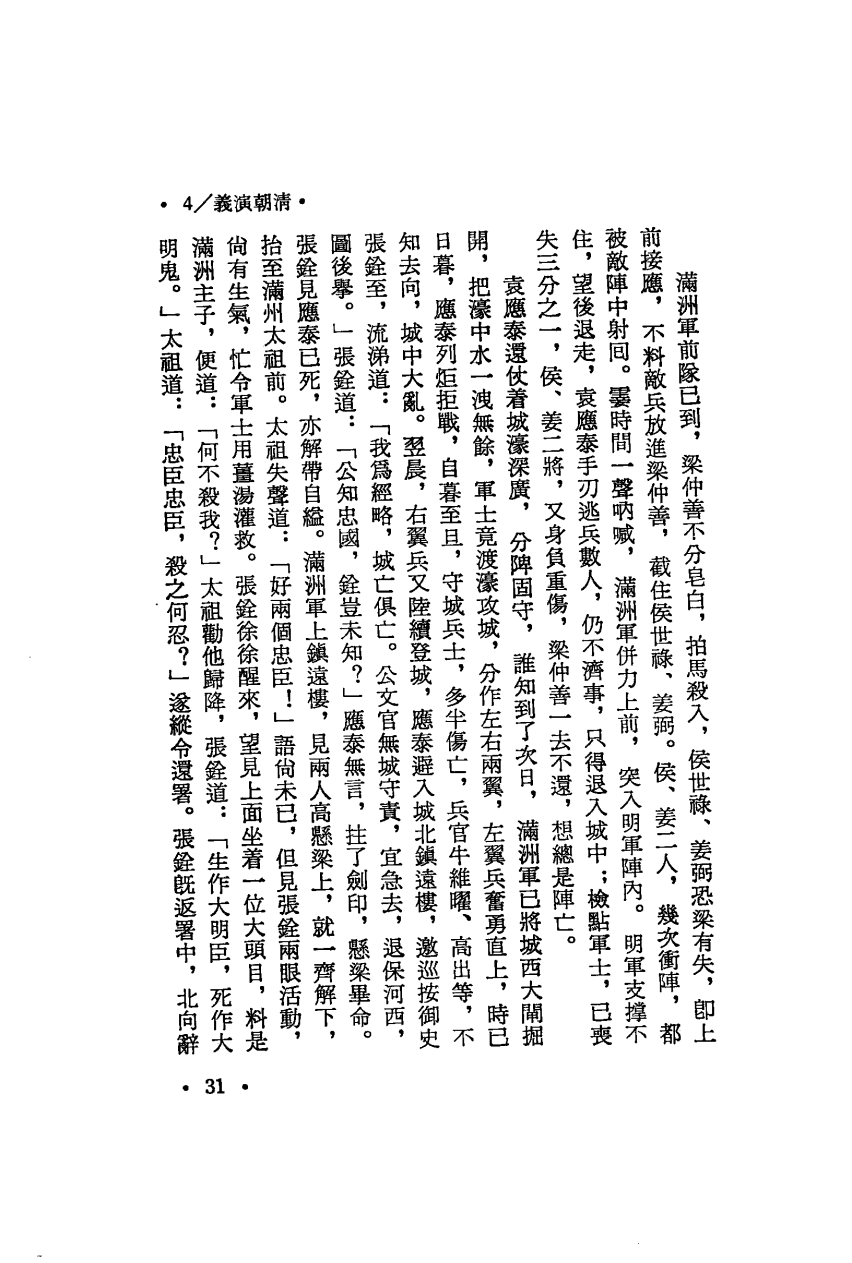 • 4／義演朝清 •
滿洲軍前隊已到，梁仲善不分皂白，拍馬殺入，侯世祿、姜弼恐梁有失，卽上
前接應，不料敵兵放進梁仲善，截住侯世祿、姜弼。侯、姜二人，幾次衝陣，都
被敵陣中射囘。霎時間一聲吶喊，滿洲軍併力上前，突入明軍陣內。明軍支撐不
住，望後退走，袁應泰手刃逃兵數人，仍不濟事，只得退入城中；檢點軍士，已喪
失三分之一，侯、姜二將，又身負重傷，梁仲善一去不還，想總是陣亡。
袁應泰還仗着城濠深廣，分陴固守，誰知到了次日，滿洲軍已將城西大閘掘
開，把濠中水一洩無餘，軍士竟渡濠攻城，分作左右兩翼，左翼兵奮勇直上，時已
日暮，應泰列炬拒戰，自暮至旦，守城兵士，多半傷亡，兵官牛維曜、高出等，不
知去向，城中大亂。翌晨，右翼兵又陸續登城，應泰避入城北鎮遠樓，邀巡按御史
張銓至，流涕道：「我爲經略，城亡俱亡。公文官無城守責，宜急去，退保河西，
圖後擧。」張銓道：「公知忠國，銓豈未知？」應泰無言，拄了劍印，懸梁畢命。
張銓見應泰已死，亦解帶自縊。滿洲軍上鎮遠樓，見兩人高懸梁上，就一齊解下，
抬至滿州太祖前。太祖失聲道：「好兩個忠臣！」語尙未已，但見張銓兩眼活動，
尙有生氣，忙令軍士用薑湯灌救。張銓徐徐醒來，望見上面坐着一位大頭目，料是
滿洲主子，便道：「何不殺我？」太祖勸他歸降，張銓道：「生作大明臣，死作大
明鬼。」太祖道：「忠臣忠臣，殺之何忍？」遂縱令還署。張銓旣返署中，北向辭
• 31 •